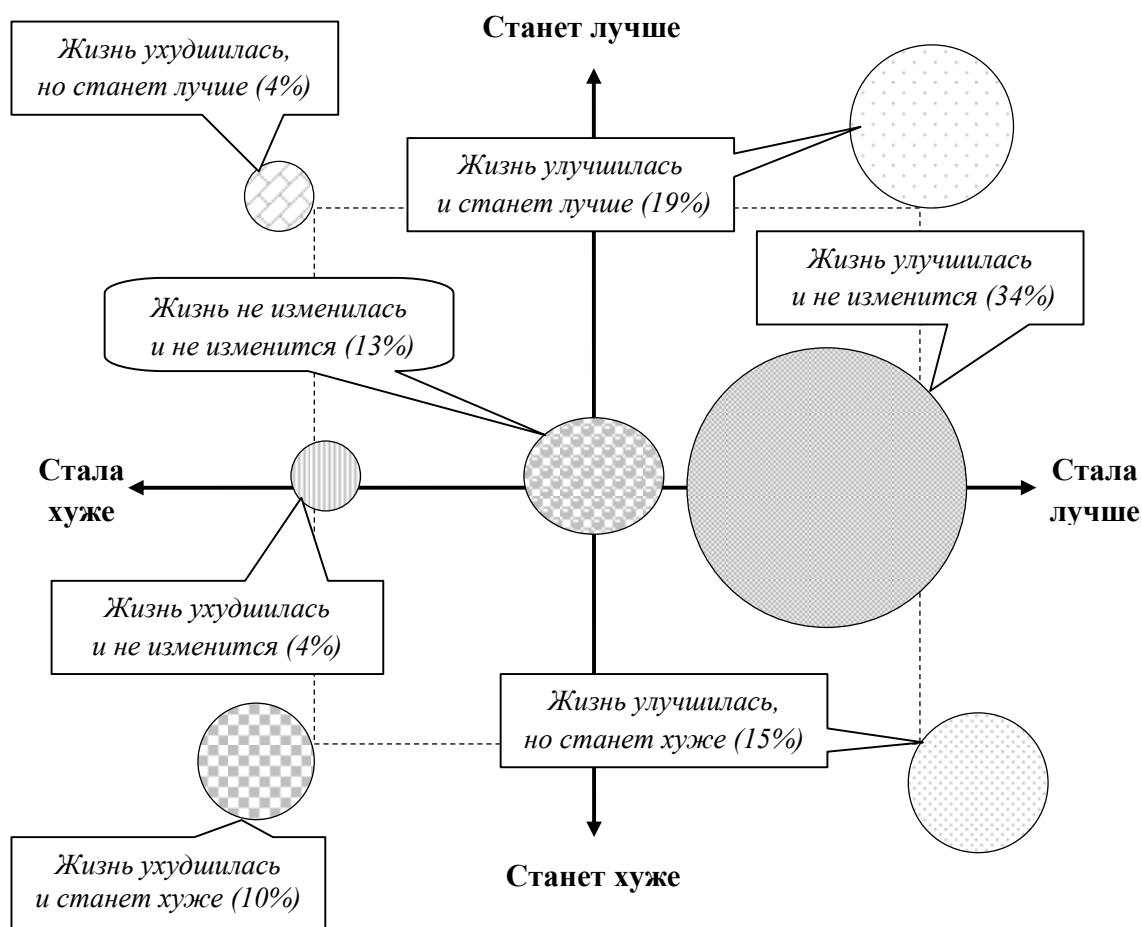 Станет лучше
Жизнь ухудшилась,
но станет лучше (4%)
Жизнь улучшилась
и станет лучше (19%)
Жизнь улучшилась
и не изменится (34%)
Жизнь не изменилась
и не изменится (13%)
Стала
хуже
Стала
лучше
Жизнь ухудшилась
и не изменится (4%)
Жизнь улучшилась,
но станет хуже (15%)
Жизнь ухудшилась
и станет хуже (10%)
Станет хуже